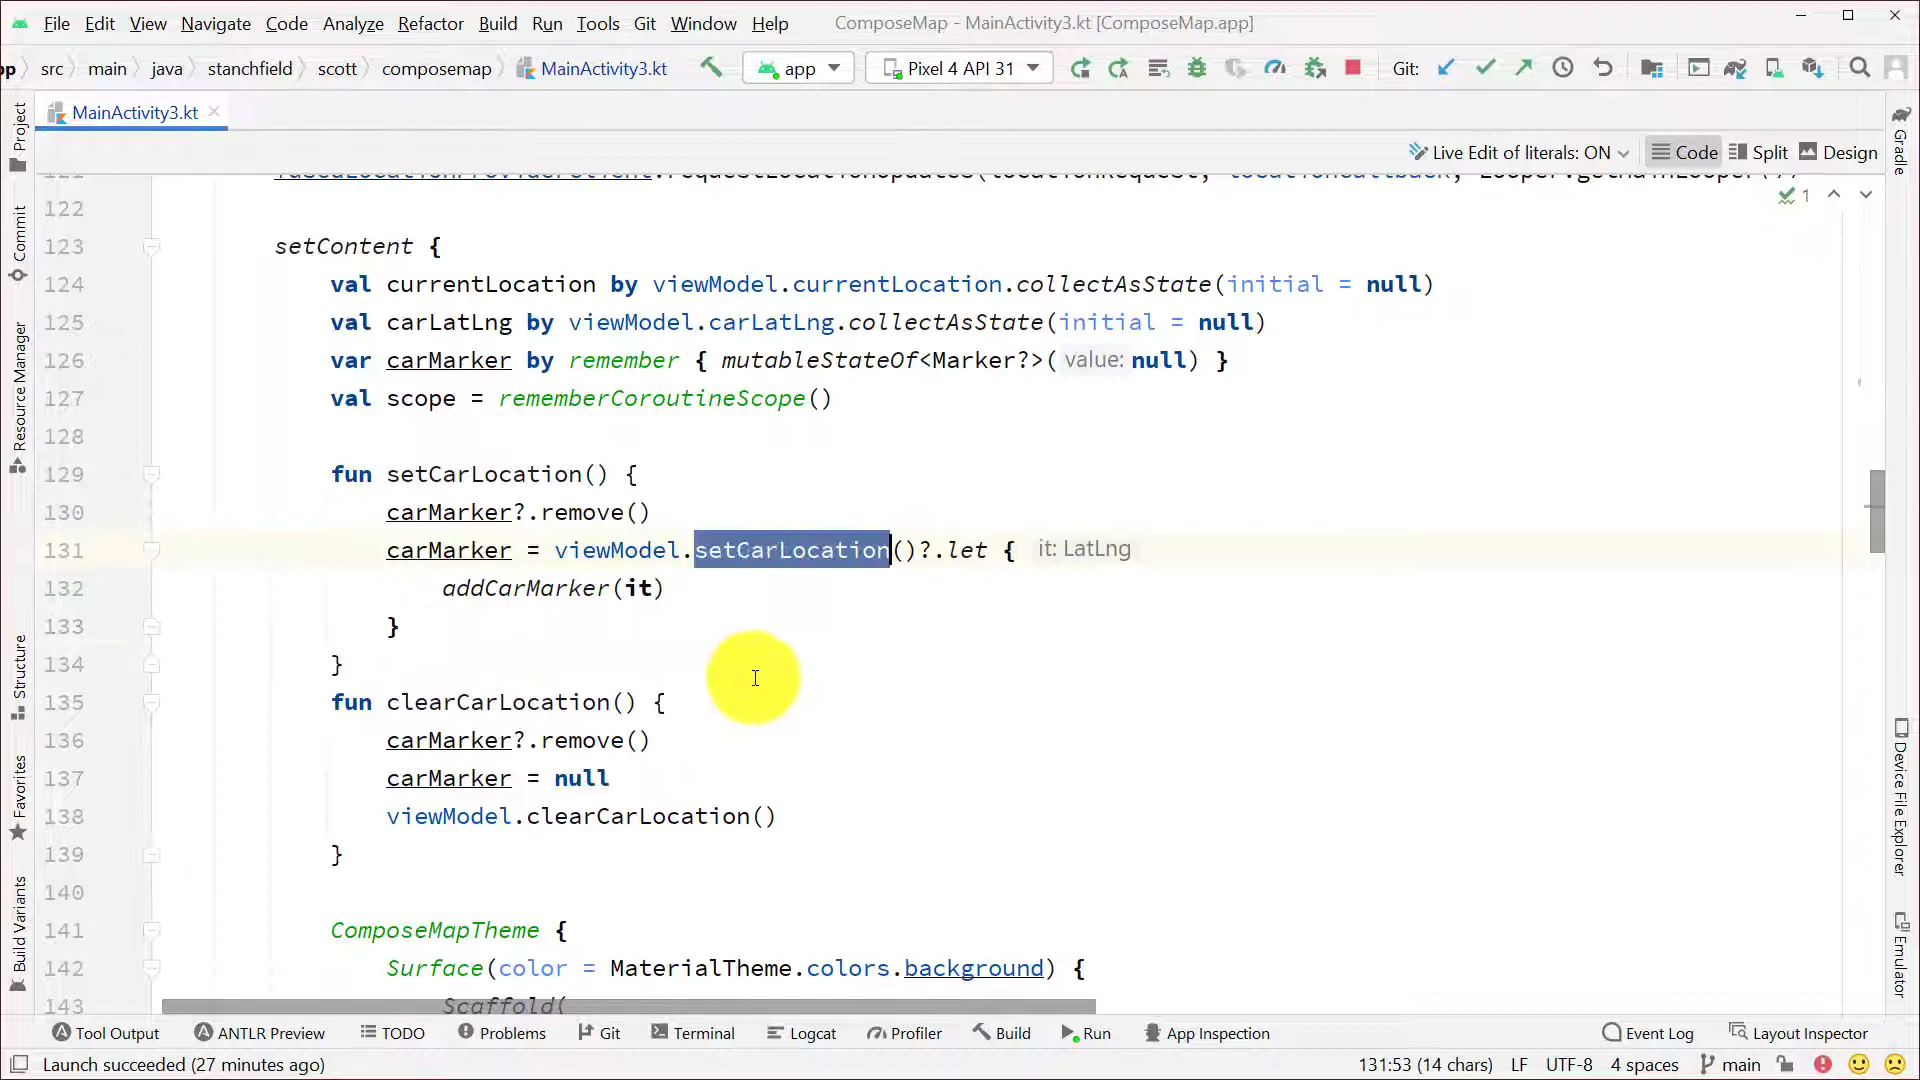 File Edit View Navigate Code Analyze Refactor Build Run Tools Git Window Help ComposeMap - MainActivity3.kt [ComposeMap.app]
src main java stanchfield scott composemap MainActivity3.kt app Pixel 4 API 31 Git:
MainActivity3.kt
Live Edit of literals: ON Code Split Design
1
122
123 setContent {
124 val currentLocation by viewModel.currentLocation.collectAsState(initial = null)
125 val carLatLng by viewModel.carLatLng.collectAsState(initial = null)
126 var carMarker by remember { mutableStateOf<Marker?>( value: null) }
127 val scope = rememberCoroutineScope()
128
129 fun setCarLocation() {
130 carMarker?.remove()
131 carMarker = viewModel.setCarLocation()?.let { it: LatLng
132 addCarMarker(it)
133 }
134 }
135 fun clearCarLocation() {
136 carMarker?.remove()
137 carMarker = null
138 viewModel.clearCarLocation()
139 }
140
141 ComposeMapTheme {
142 Surface(color = MaterialTheme.colors.background) {
143 Scaffold(
Project
Commit
Resource Manager
Structure
Favorites
Build Variants
Gradle
Device File Explorer
Emulator
Tool Output ANTLR Preview TODO Problems Git Terminal Logcat Profiler Build Run App Inspection Event Log Layout Inspector
Launch succeeded (27 minutes ago) 131:53 (14 chars) LF UTF-8 4 spaces main